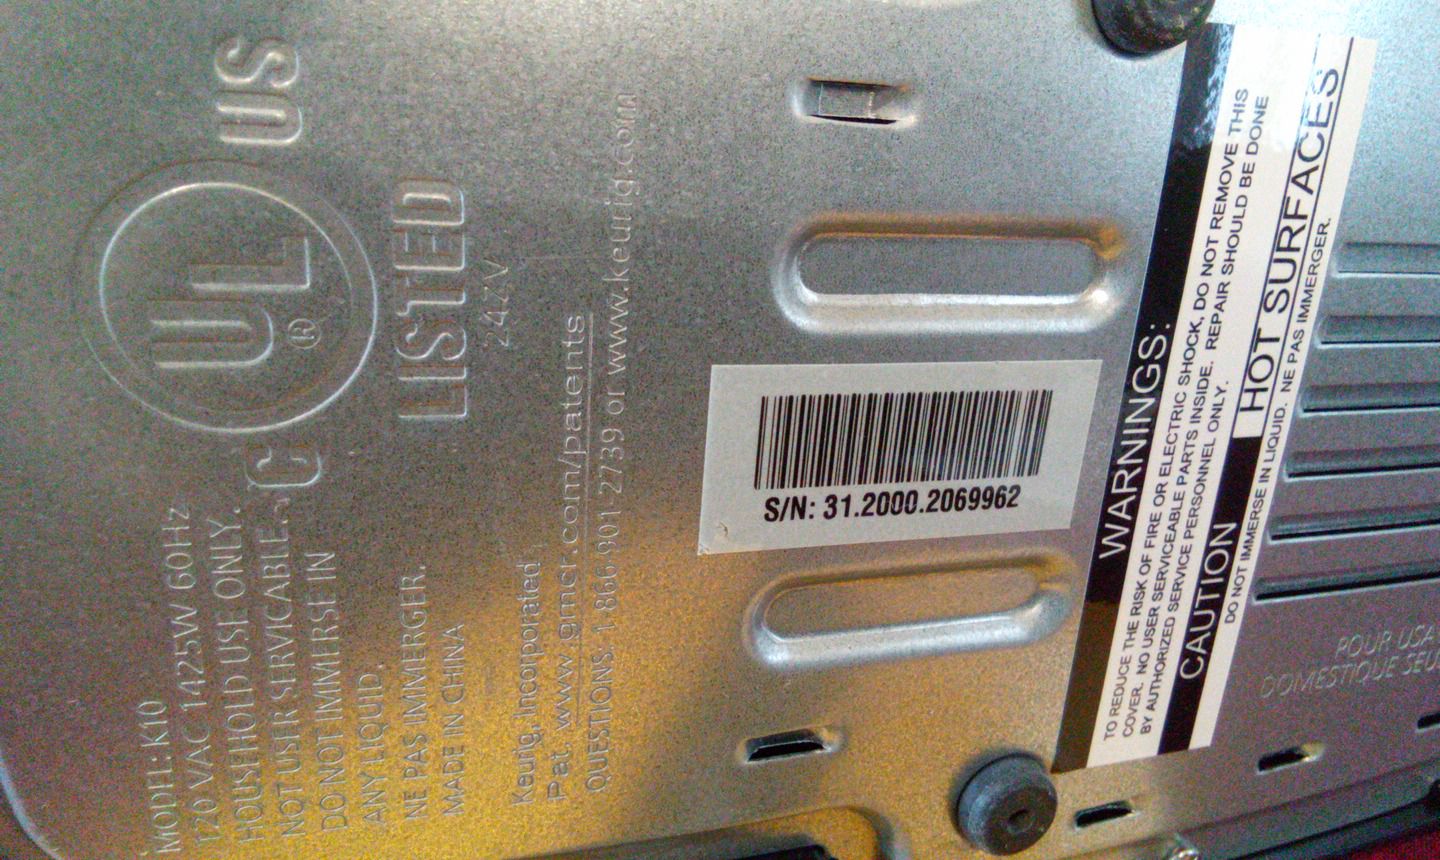 MODEL: K10
120 VAC 1425W 60Hz
HOUSEHOLD USE ONLY.
NOT USER SERVICABLE.
DO NOT IMMERSE IN
ANY LIQUID.
NE PAS IMMERGER.
MADE IN CHINA
C UL® US
LISTED
247V
Keurig, Incorporated
Pat. www.gmcr.com/patents
QUESTIONS: 1.866.901-2739 or www.keurig.com
S/N: 31.2000.2069962
WARNINGS:
TO REDUCE THE RISK OF FIRE OR ELECTRIC SHOCK, DO NOT REMOVE THIS
COVER. NO USER SERVICEABLE PARTS INSIDE. REPAIR SHOULD BE DONE
BY AUTHORIZED SERVICE PERSONNEL ONLY.
CAUTION HOT SURFACES
DO NOT IMMERSE IN LIQUID. NE PAS IMMERGER.
POUR USA
DOMESTIQUE SEU